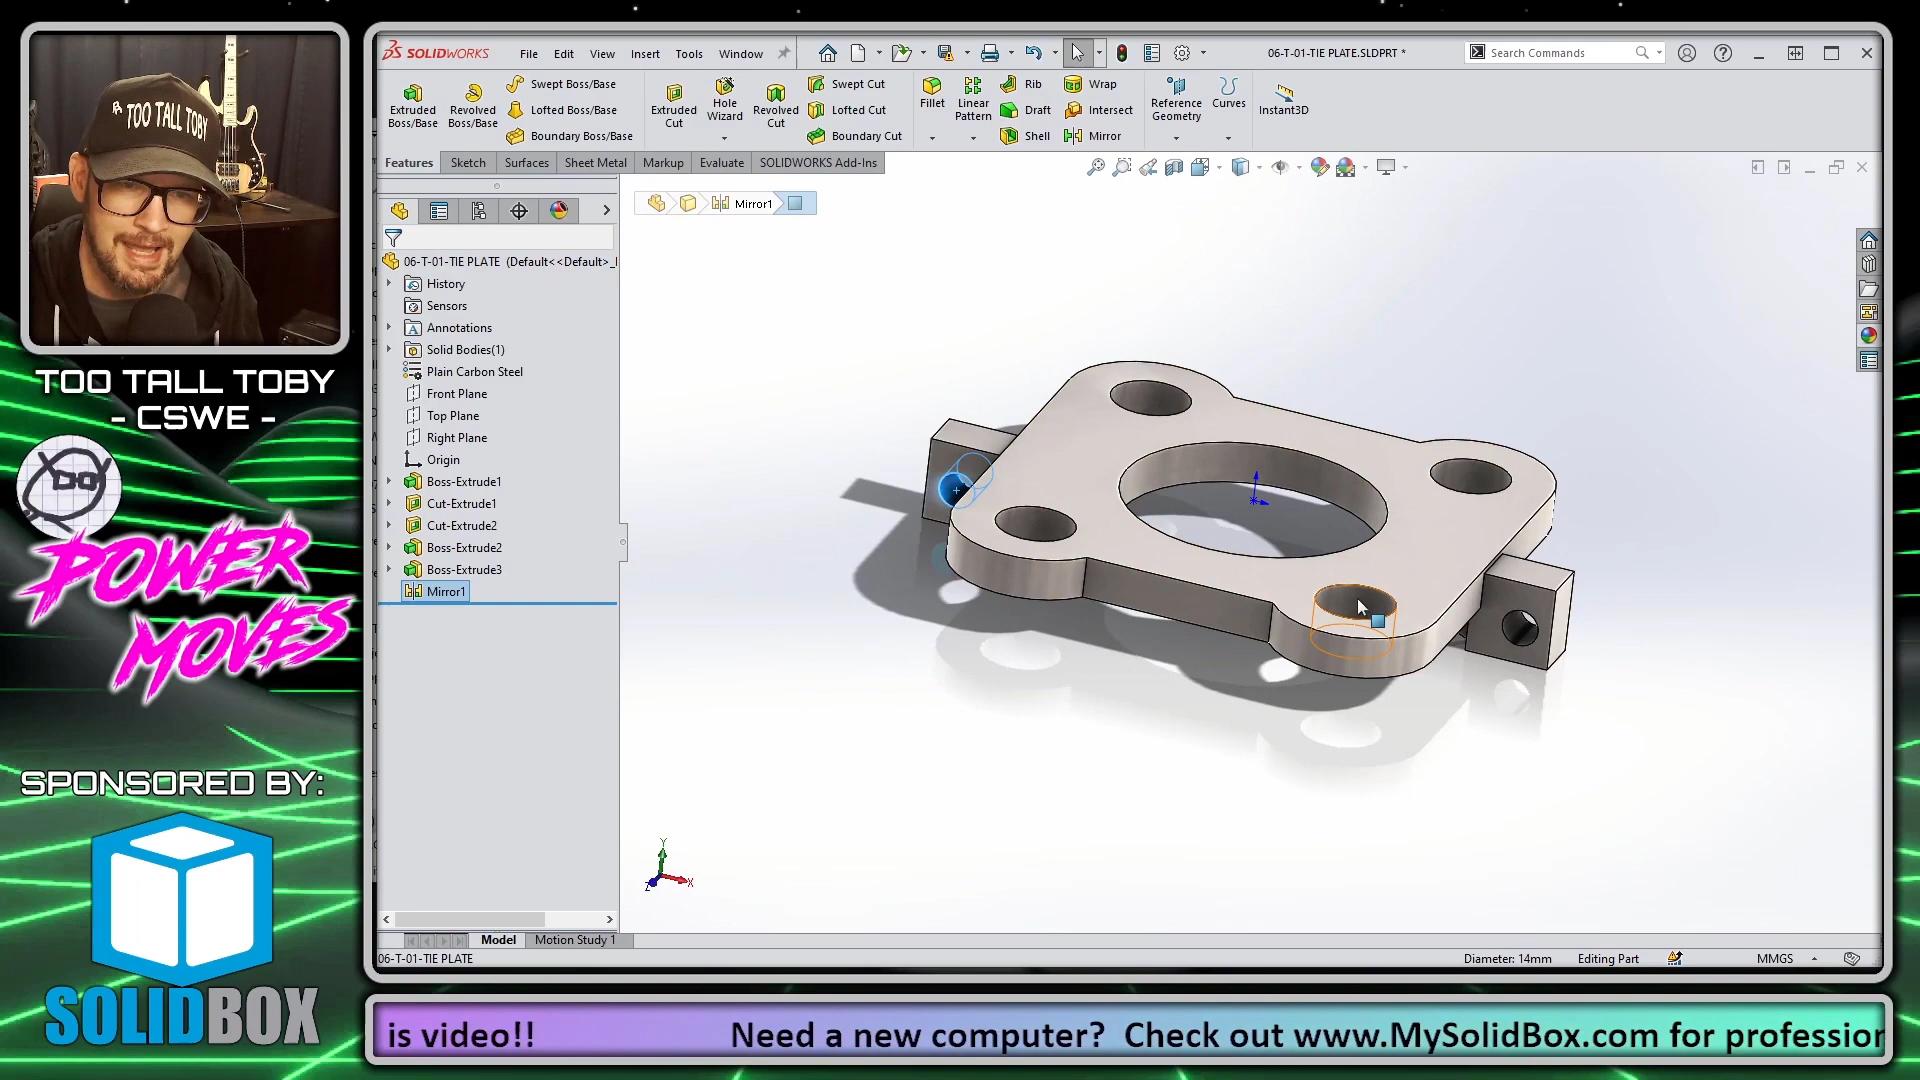 TOO TALL TOBY
TOO TALL TOBY
- CSWE -
POWER
MOVES
SPONSORED BY:
SOLIDBOX
SOLIDWORKS
File Edit View Insert Tools Window
06-T-01-TIE PLATE.SLDPRT *
Search Commands
Extruded Boss/Base
Revolved Boss/Base
Swept Boss/Base
Lofted Boss/Base
Boundary Boss/Base
Extruded Cut
Hole Wizard
Revolved Cut
Swept Cut
Lofted Cut
Boundary Cut
Fillet
Linear Pattern
Rib
Draft
Shell
Wrap
Intersect
Mirror
Reference Geometry
Curves
Instant3D
Features Sketch Surfaces Sheet Metal Markup Evaluate SOLIDWORKS Add-Ins
Mirror1
06-T-01-TIE PLATE (Default<<Default>_
History
Sensors
Annotations
Solid Bodies(1)
Plain Carbon Steel
Front Plane
Top Plane
Right Plane
Origin
Boss-Extrude1
Cut-Extrude1
Cut-Extrude2
Boss-Extrude2
Boss-Extrude3
Mirror1
Y
X
Z
Model Motion Study 1
06-T-01-TIE PLATE
Diameter: 14mm Editing Part MMGS
is video!! Need a new computer? Check out www.MySolidBox.com for profession